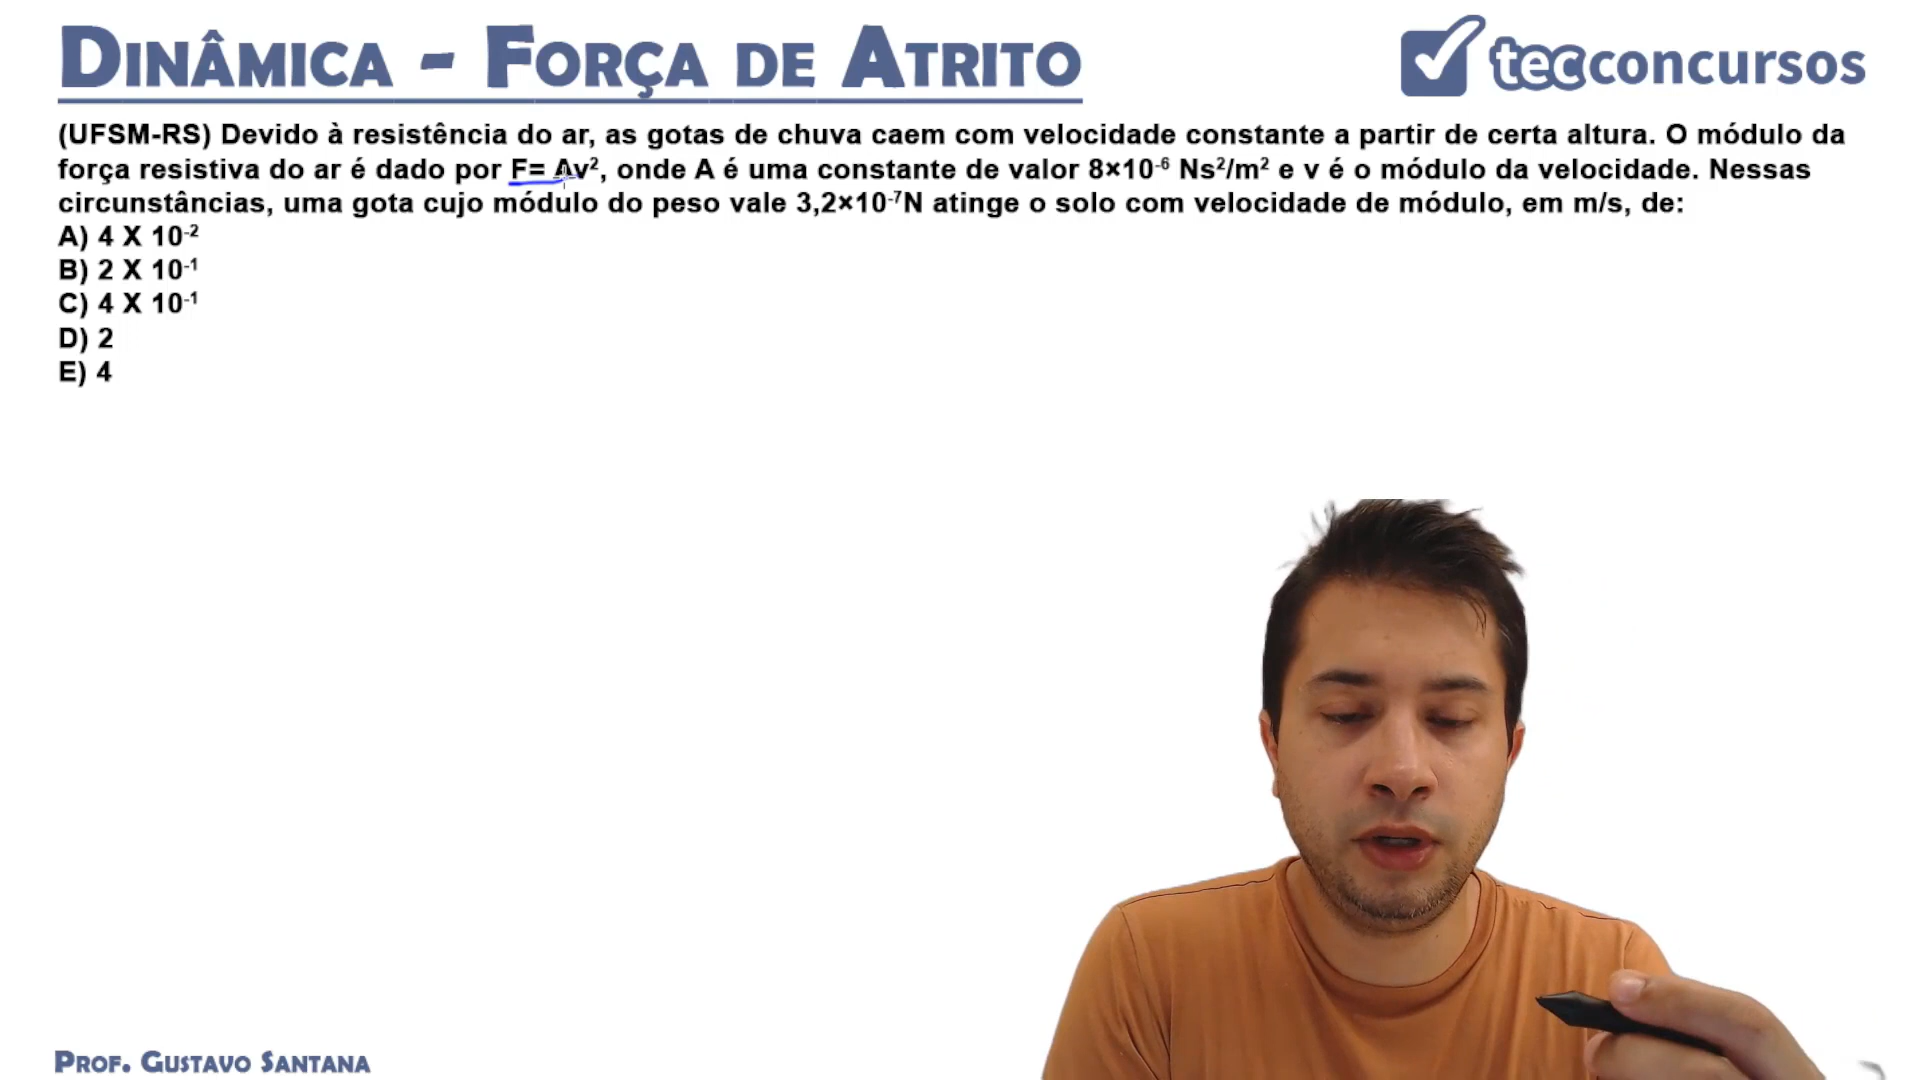 DINÂMICA - FORÇA DE ATRITO
tecconcursos
(UFSM-RS) Devido à resistência do ar, as gotas de chuva caem com velocidade constante a partir de certa altura. O módulo da
força resistiva do ar é dado por F= Av², onde A é uma constante de valor 8×10⁻⁶ Ns²/m² e v é o módulo da velocidade. Nessas
circunstâncias, uma gota cujo módulo do peso vale 3,2×10⁻⁷N atinge o solo com velocidade de módulo, em m/s, de:
A) 4 X 10⁻²
B) 2 X 10⁻¹
C) 4 X 10⁻¹
D) 2
E) 4
PROF. GUSTAVO SANTANA